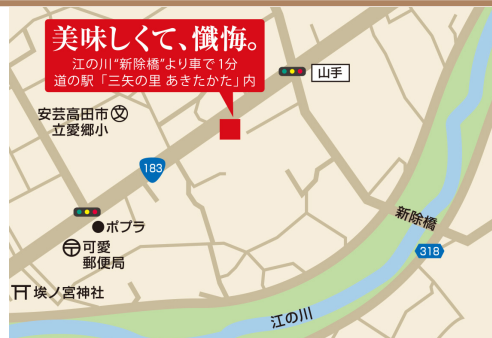 美味しくて、懺悔。
江の川“新除橋”より車で1分
道の駅「三矢の里 あきたかた」内
山手
安芸高田市
立愛郷小
183
ポプラ
可愛
郵便局
新除橋
318
埃ノ宮神社
江の川